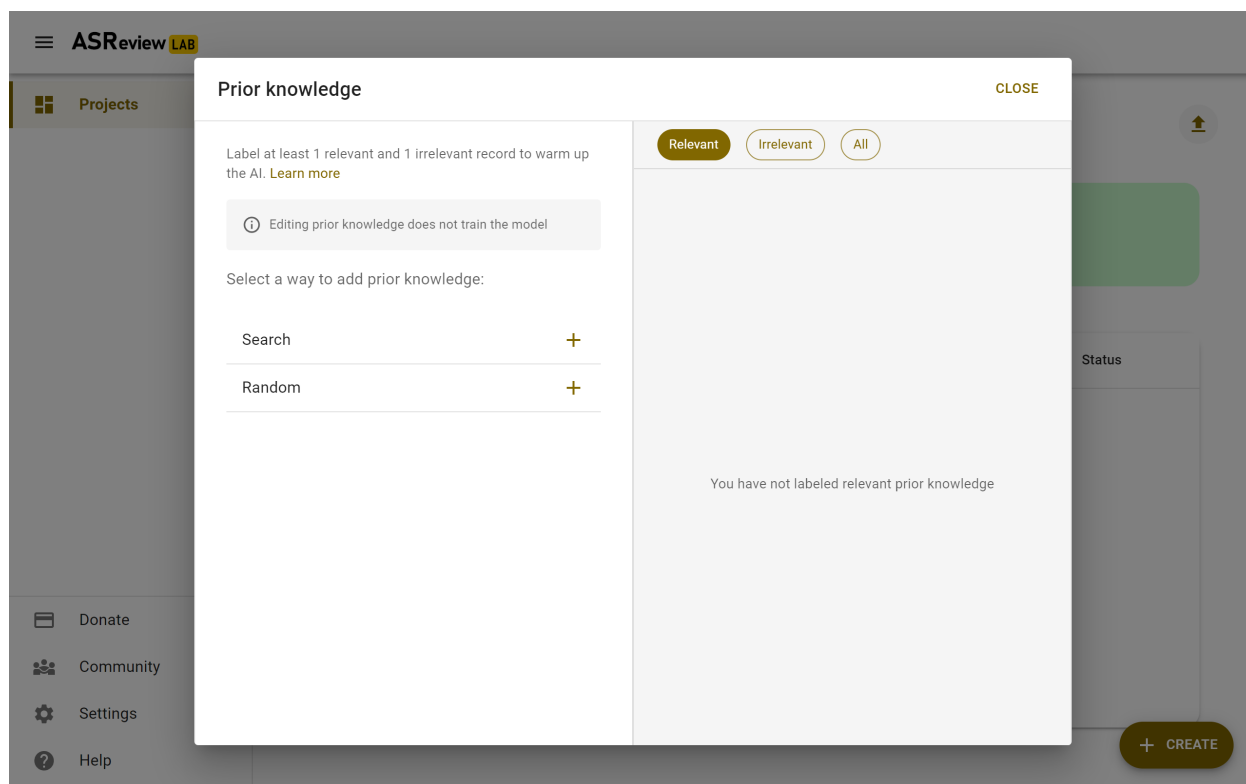 ASReview LAB
Projects
Prior knowledge
CLOSE
Label at least 1 relevant and 1 irrelevant record to warm up
the AI. Learn more
Editing prior knowledge does not train the model
Select a way to add prior knowledge:
Search
Random
Relevant
Irrelevant
All
You have not labeled relevant prior knowledge
Status
Donate
Community
Settings
Help
CREATE